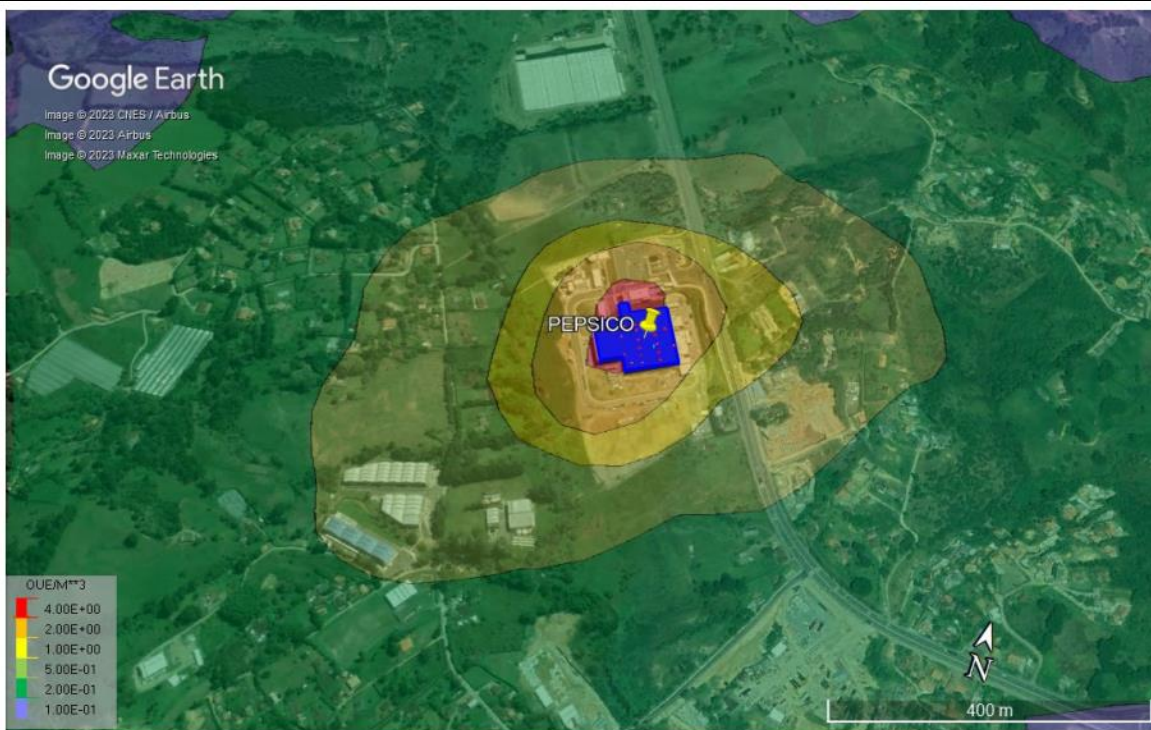 Google Earth
Image © 2023 CNES / Airbus
Image © 2023 Airbus
Image © 2023 Maxar Technologies
PEPSICO
OUE/M**3
4.00E+00
2.00E+00
1.00E+00
5.00E-01
2.00E-01
1.00E-01
N
400 m